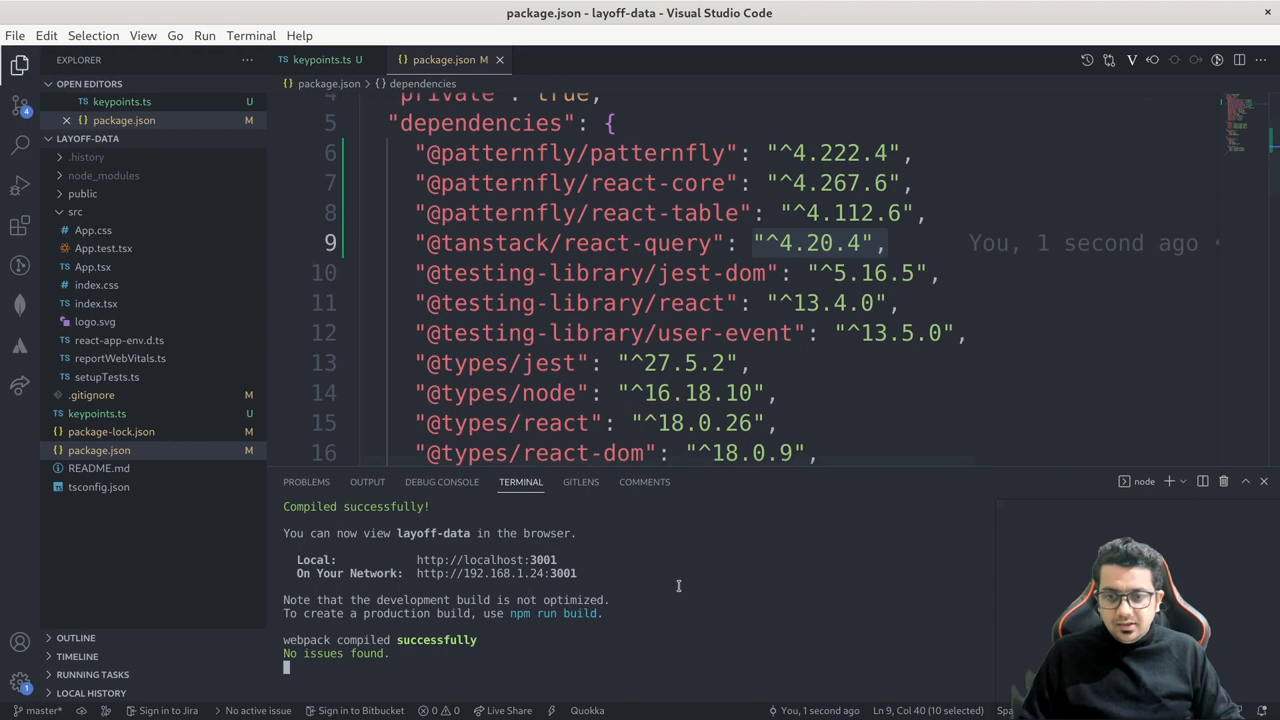 package.json - layoff-data - Visual Studio Code
File Edit Selection View Go Run Terminal Help
EXPLORER
OPEN EDITORS
keypoints.ts U
package.json M
LAYOFF-DATA
.history
node_modules
public
src
App.css
App.test.tsx
App.tsx
index.css
index.tsx
logo.svg
react-app-env.d.ts
reportWebVitals.ts
setupTests.ts
.gitignore M
keypoints.ts U
package-lock.json M
package.json M
README.md
tsconfig.json
OUTLINE
TIMELINE
RUNNING TASKS
LOCAL HISTORY
keypoints.ts U
package.json M
package.json > {} dependencies
"private": true,
5 "dependencies": {
6 "@patternfly/patternfly": "^4.222.4",
7 "@patternfly/react-core": "^4.267.6",
8 "@patternfly/react-table": "^4.112.6",
9 "@tanstack/react-query": "^4.20.4", You, 1 second ago •
10 "@testing-library/jest-dom": "^5.16.5",
11 "@testing-library/react": "^13.4.0",
12 "@testing-library/user-event": "^13.5.0",
13 "@types/jest": "^27.5.2",
14 "@types/node": "^16.18.10",
15 "@types/react": "^18.0.26",
16 "@types/react-dom": "^18.0.9",
PROBLEMS OUTPUT DEBUG CONSOLE TERMINAL GITLENS COMMENTS
node
Compiled successfully!
You can now view layoff-data in the browser.
Local: http://localhost:3001
On Your Network: http://192.168.1.24:3001
Note that the development build is not optimized.
To create a production build, use npm run build.
webpack compiled successfully
No issues found.
master* Sign in to Jira No active issue Sign in to Bitbucket 0 0 Live Share Quokka You, 1 second ago Ln 9, Col 40 (10 selected)